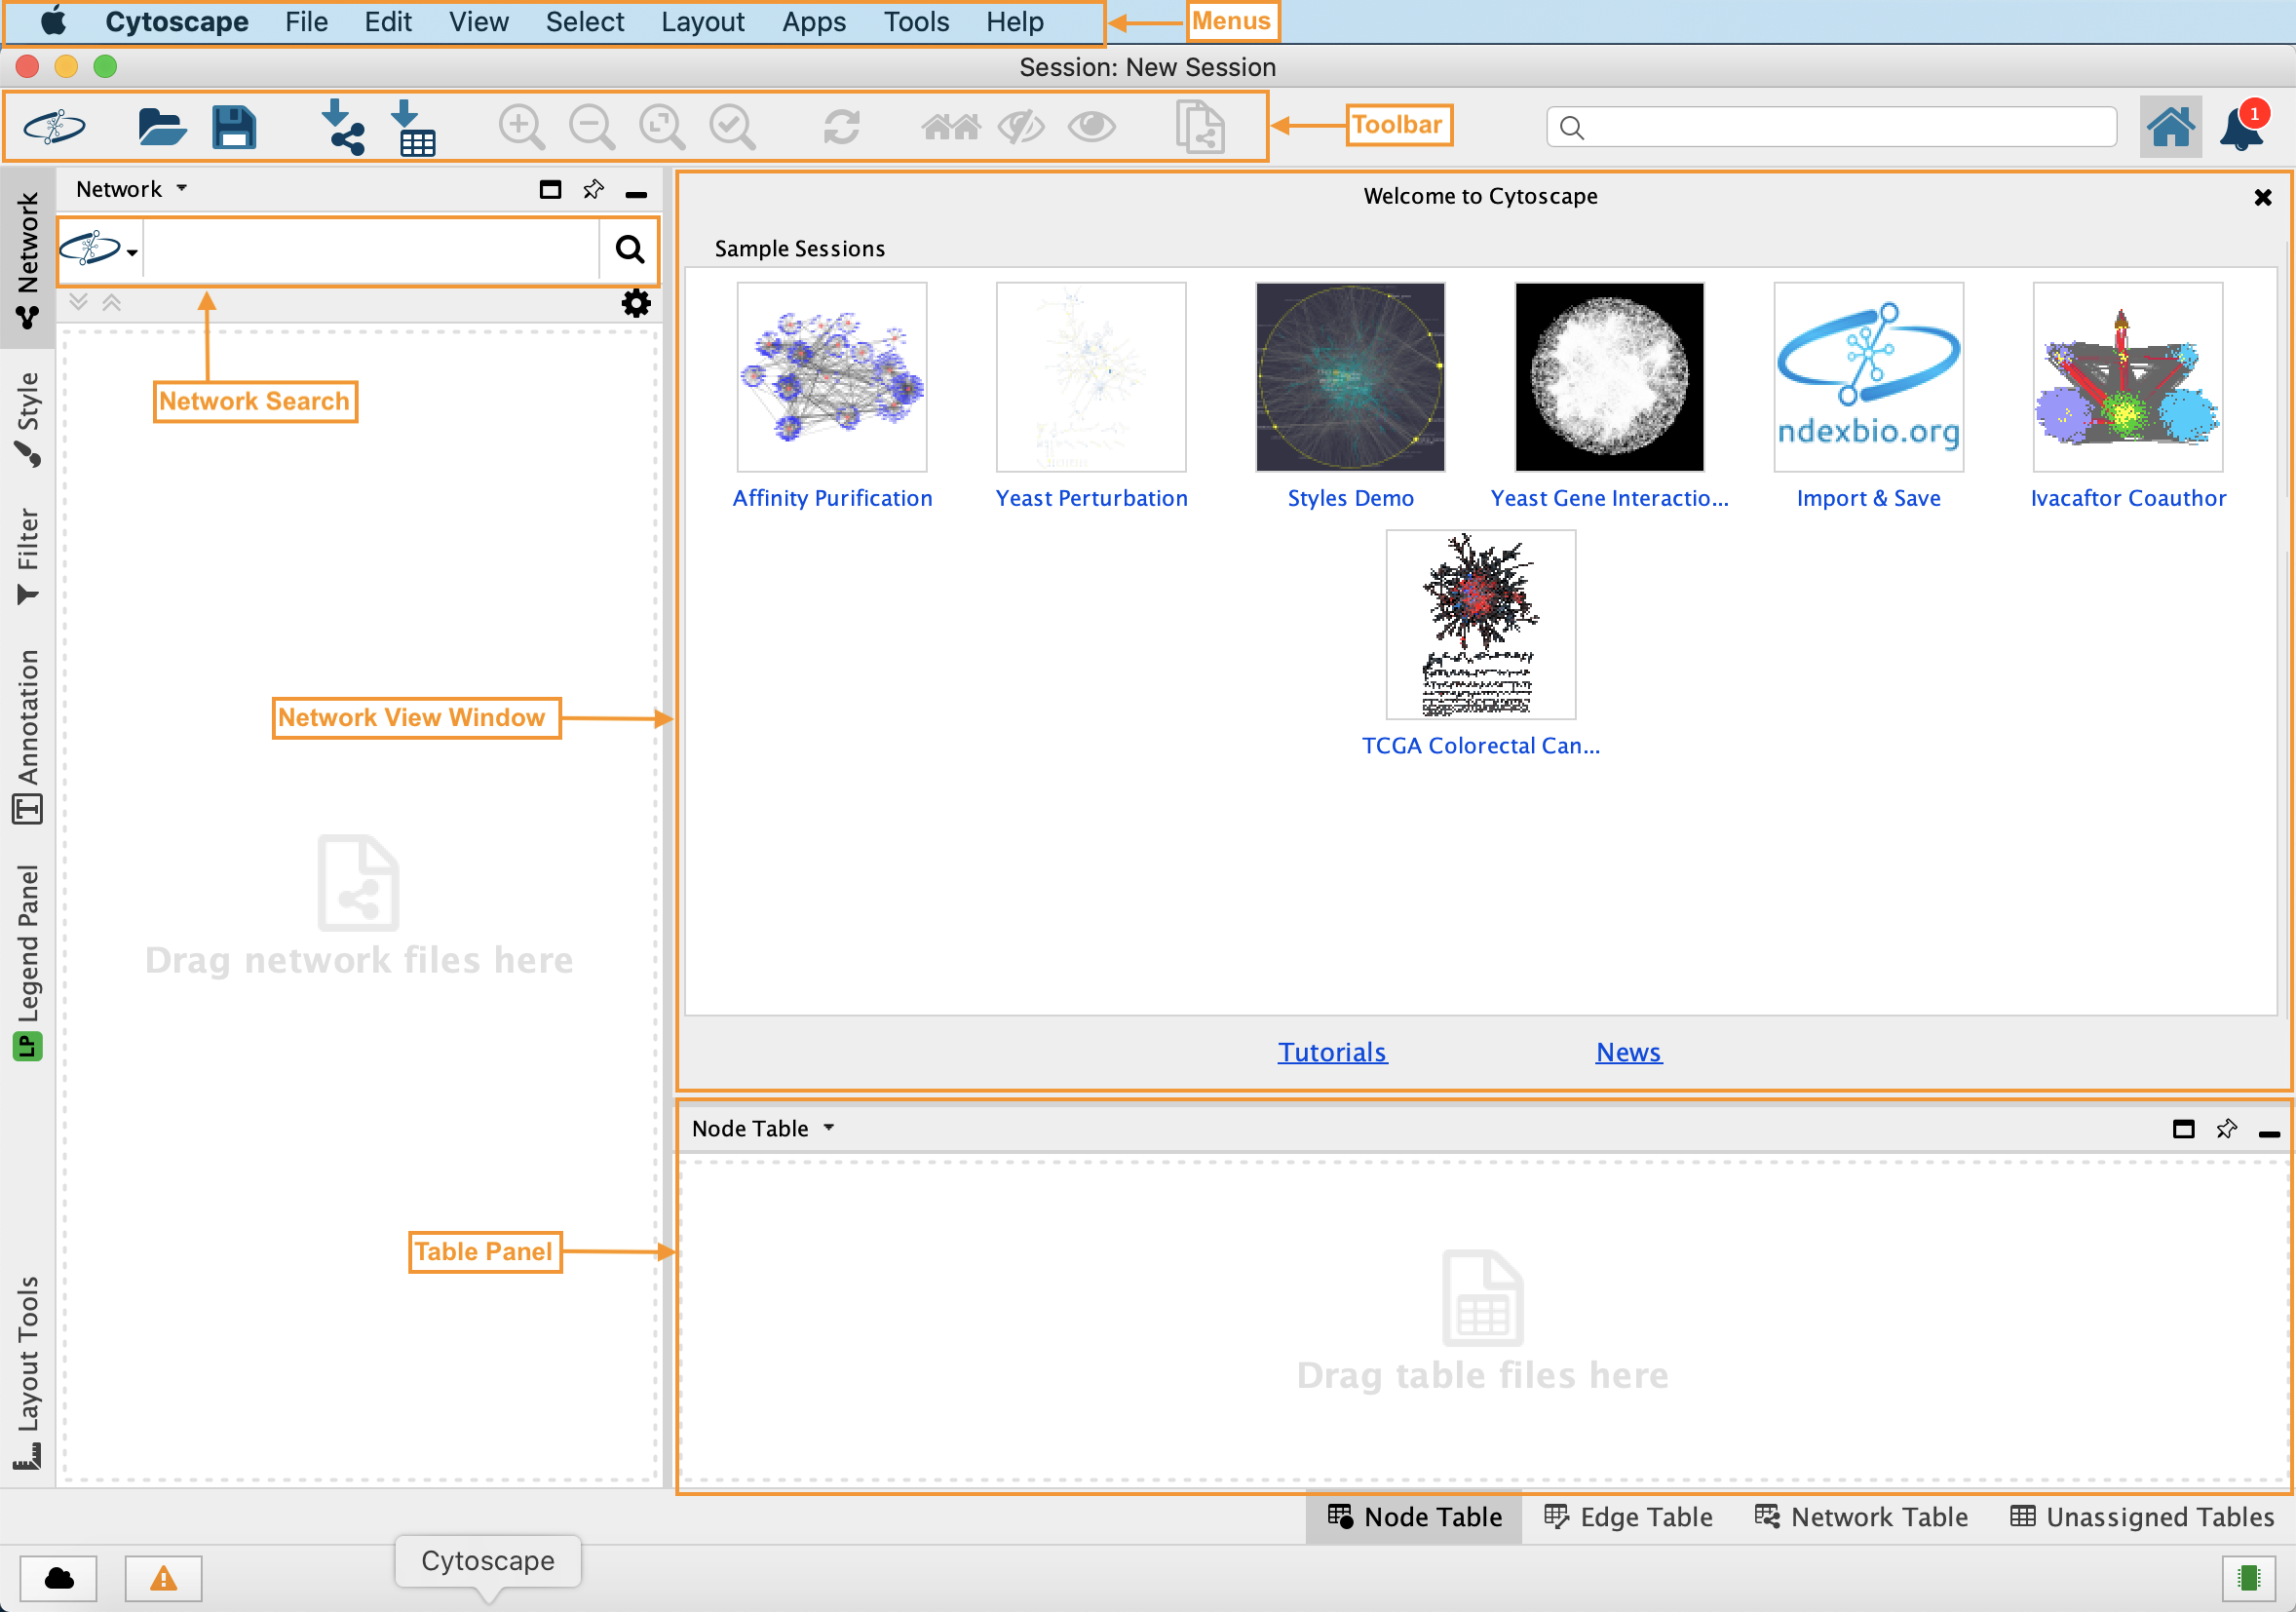 Cytoscape File Edit View Select Layout Apps Tools Help
Menus
Session: New Session
Toolbar
1
Network
Network
Style
Filter
Annotation
Legend Panel
LP
Layout Tools
Network Search
Network View Window
Drag network files here
Table Panel
Welcome to Cytoscape
Sample Sessions
ndexbio.org
Affinity Purification
Yeast Perturbation
Styles Demo
Yeast Gene Interactio...
Import & Save
Ivacaftor Coauthor
TCGA Colorectal Can...
Tutorials
News
Node Table
Drag table files here
Node Table
Edge Table
Network Table
Unassigned Tables
Cytoscape